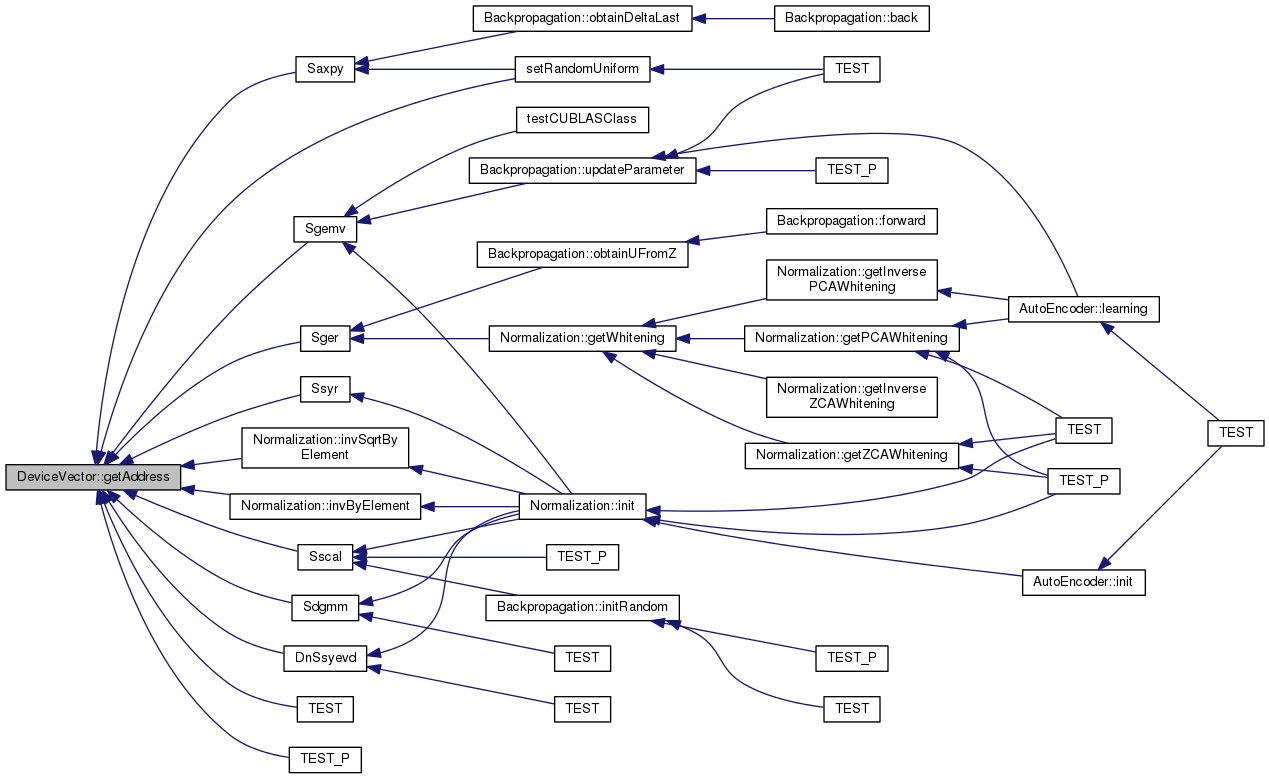 Backpropagation::obtainDeltaLast
Backpropagation::back
Saxpy
setRandomUniform
TEST
testCUBLASClass
Backpropagation::updateParameter
TEST_P
Sgemv
Backpropagation::forward
Backpropagation::obtainUFromZ
Normalization::getInverse
PCAWhitening
AutoEncoder::learning
Sger
Normalization::getWhitening
Normalization::getPCAWhitening
Ssyr
Normalization::getInverse
ZCAWhitening
Normalization::invSqrtBy
Element
TEST
TEST
Normalization::getZCAWhitening
DeviceVector::getAddress
TEST_P
Normalization::invByElement
Normalization::init
Sscal
TEST_P
AutoEncoder::init
Sdgmm
Backpropagation::initRandom
DnSsyevd
TEST
TEST_P
TEST
TEST
TEST
TEST_P